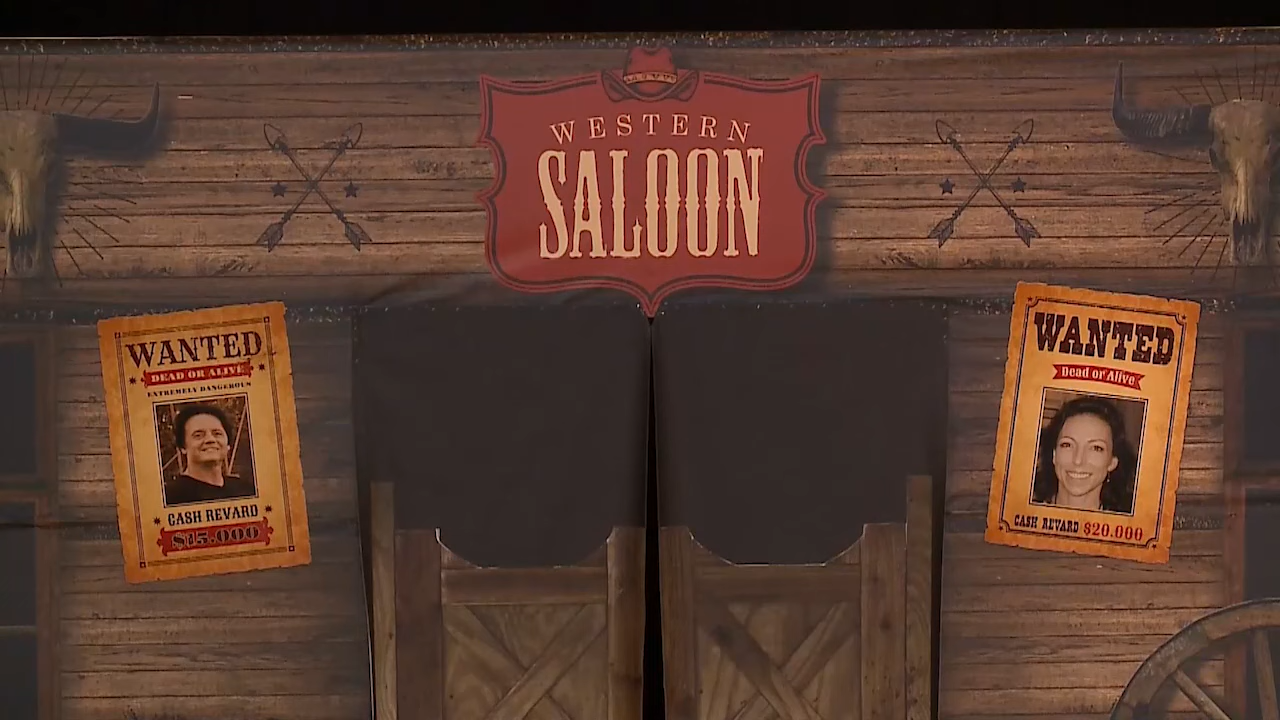 WESTERN
SALOON
WANTED
DEAD OR ALIVE
EXTREMELY DANGEROUS
CASH REVARD
$15.000
WANTED
Dead or Alive
CASH REVARD $20.000